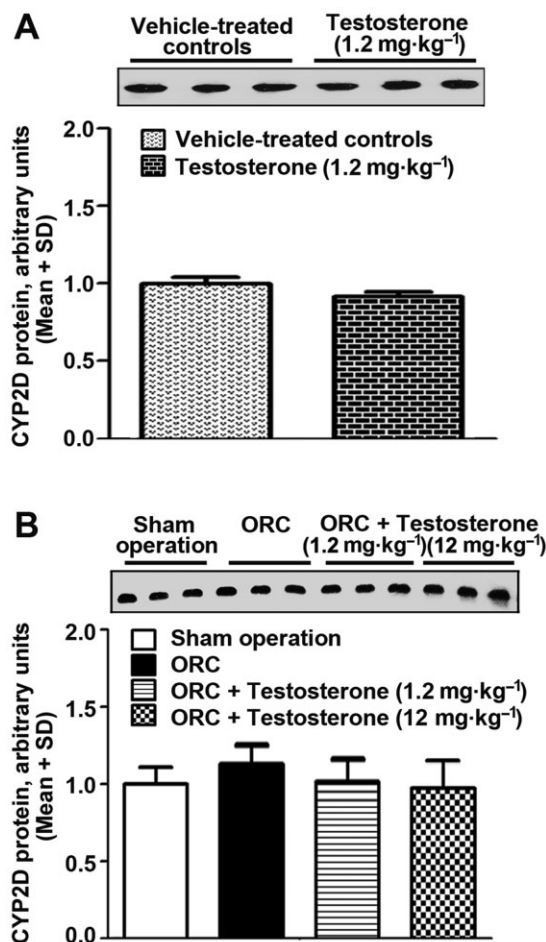 A
Vehicle-treated controls
Testosterone (1.2 mg·kg⁻¹)
CYP2D protein, arbitrary units
(Mean + SD)
2.0
1.5
1.0
0.5
0.0
Vehicle-treated controls
Testosterone (1.2 mg·kg⁻¹)
B
Sham operation
ORC
ORC + Testosterone
(1.2 mg·kg⁻¹)(12 mg·kg⁻¹)
CYP2D protein, arbitrary units
(Mean + SD)
2.0
1.5
1.0
0.5
0.0
Sham operation
ORC
ORC + Testosterone (1.2 mg·kg⁻¹)
ORC + Testosterone (12 mg·kg⁻¹)